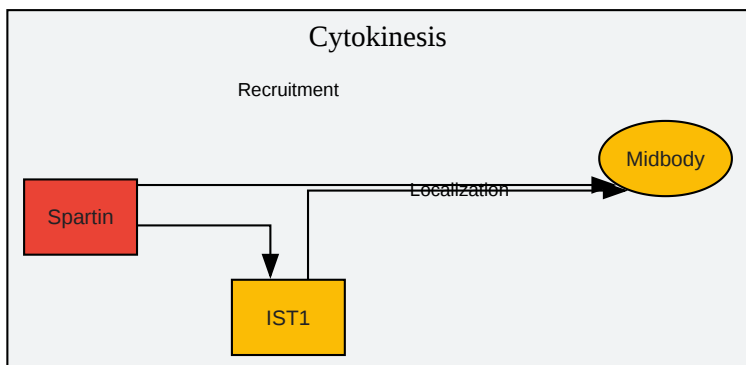 Cytokinesis
Recruitment
Midbody
Localization
Spartin
IST1